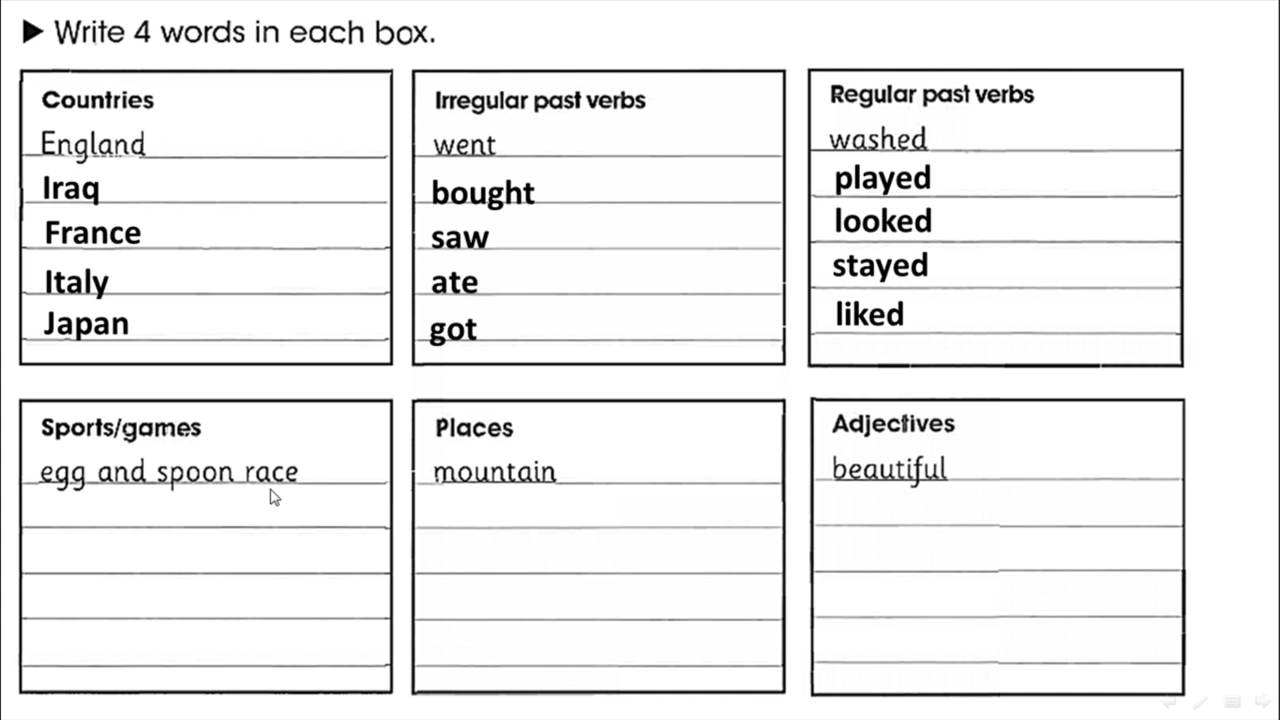 ▶ Write 4 words in each box.
Countries
England
Iraq
France
Italy
Japan
Irregular past verbs
went
bought
saw
ate
got
Regular past verbs
washed
played
looked
stayed
liked
Sports/games
egg and spoon race
Places
mountain
Adjectives
beautiful